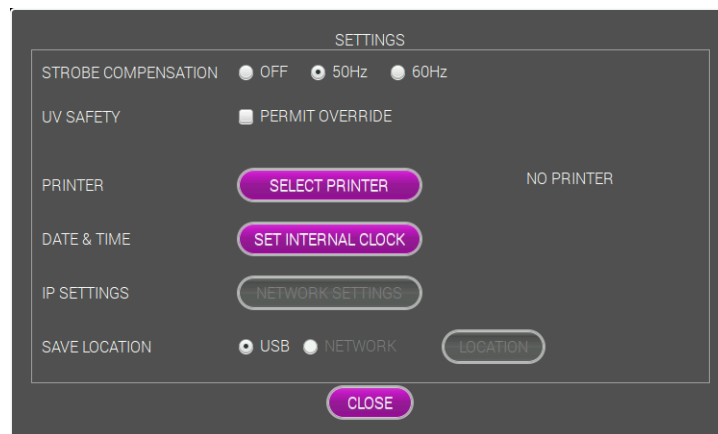 SETTINGS
STROBE COMPENSATION OFF 50Hz 60Hz
UV SAFETY PERMIT OVERRIDE
PRINTER SELECT PRINTER NO PRINTER
DATE & TIME SET INTERNAL CLOCK
IP SETTINGS NETWORK SETTINGS
SAVE LOCATION USB NETWORK LOCATION
CLOSE